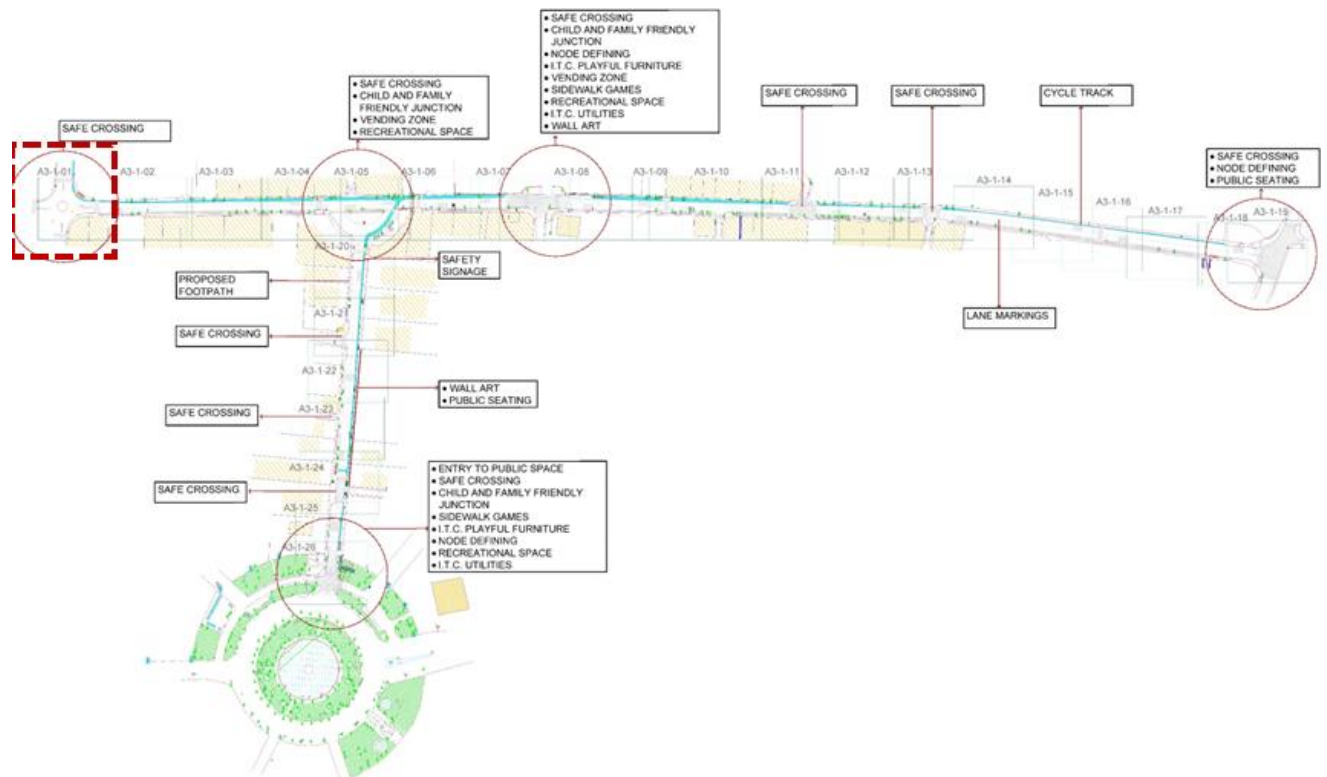 • SAFE CROSSING
• CHILD AND FAMILY FRIENDLY
JUNCTION
• NODE DEFINING
• I.T.C. PLAYFUL FURNITURE
• VENDING ZONE
• SIDEWALK GAMES
• RECREATIONAL SPACE
• I.T.C. UTILITIES
• WALL ART
• SAFE CROSSING
• CHILD AND FAMILY
FRIENDLY JUNCTION
• VENDING ZONE
• RECREATIONAL SPACE
SAFE CROSSING
SAFE CROSSING
CYCLE TRACK
SAFE CROSSING
• SAFE CROSSING
• NODE DEFINING
• PUBLIC SEATING
A3-1-01
A3-1-02
A3-1-03
A3-1-04
A3-1-05
A3-1-06
A3-1-07
A3-1-08
A3-1-09
A3-1-10
A3-1-11
A3-1-12
A3-1-13
A3-1-14
A3-1-15
A3-1-16
A3-1-17
A3-1-18
A3-1-19
A3-1-20
SAFETY
SIGNAGE
PROPOSED
FOOTPATH
A3-1-21
LANE MARKINGS
SAFE CROSSING
A3-1-22
• WALL ART
• PUBLIC SEATING
A3-1-23
SAFE CROSSING
A3-1-24
SAFE CROSSING
A3-1-25
• ENTRY TO PUBLIC SPACE
• SAFE CROSSING
• CHILD AND FAMILY FRIENDLY
JUNCTION
• SIDEWALK GAMES
• I.T.C. PLAYFUL FURNITURE
• NODE DEFINING
• RECREATIONAL SPACE
• I.T.C. UTILITIES
A3-1-26